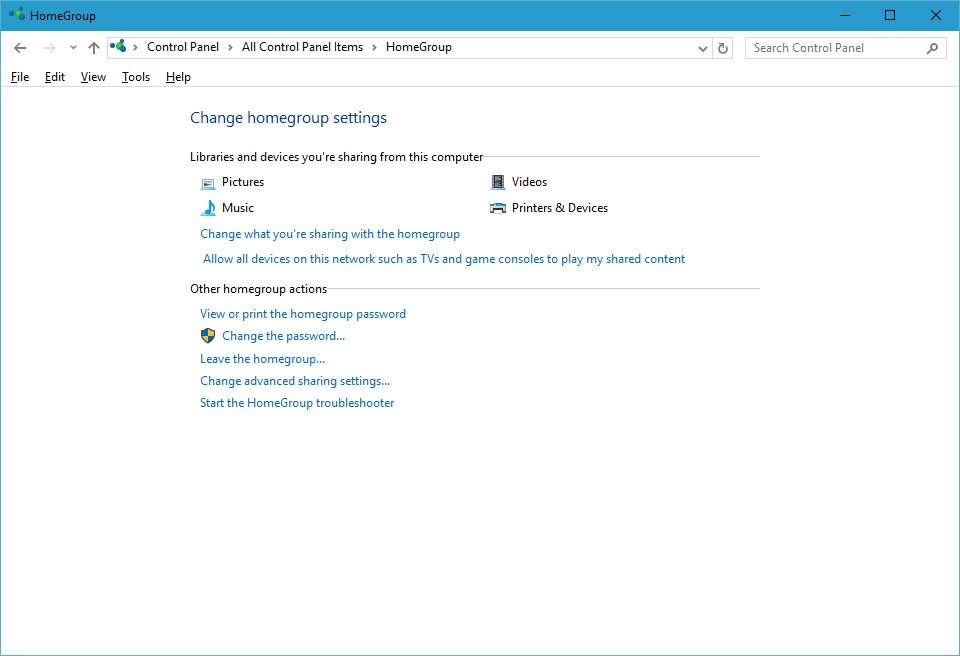 HomeGroup
Control Panel > All Control Panel Items > HomeGroup
Search Control Panel
File Edit View Tools Help
Change homegroup settings
Libraries and devices you're sharing from this computer
Pictures Videos
Music Printers & Devices
Change what you're sharing with the homegroup
Allow all devices on this network such as TVs and game consoles to play my shared content
Other homegroup actions
View or print the homegroup password
Change the password...
Leave the homegroup...
Change advanced sharing settings...
Start the HomeGroup troubleshooter